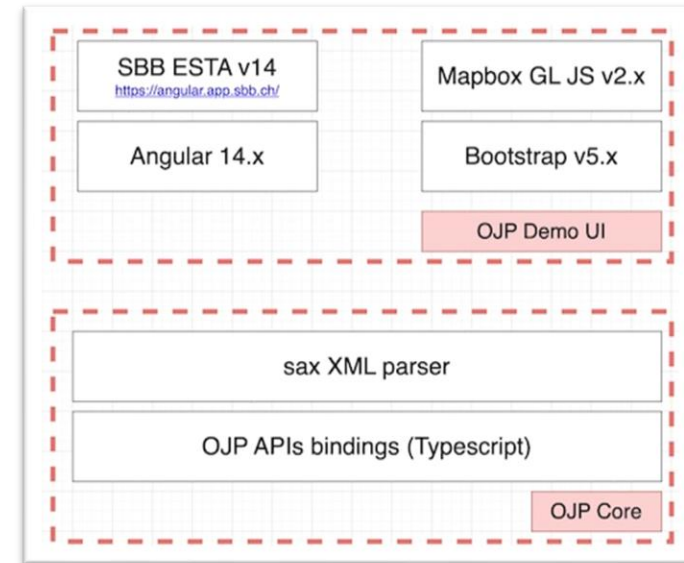 SBB ESTA v14
https://angular.app.sbb.ch/
Mapbox GL JS v2.x
Angular 14.x
Bootstrap v5.x
OJP Demo UI
sax XML parser
OJP APIs bindings (Typescript)
OJP Core